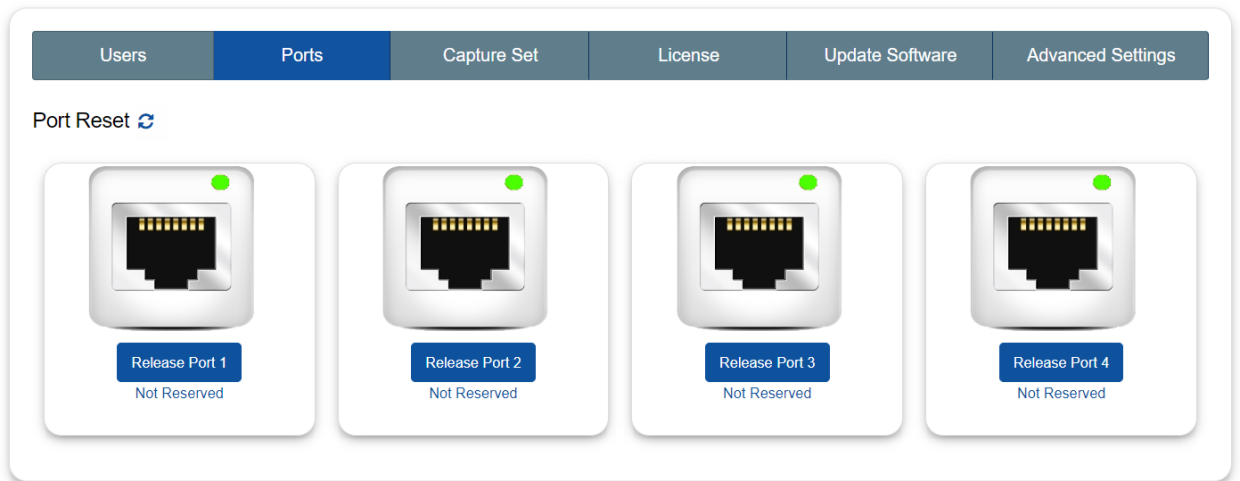 Users Ports Capture Set License Update Software Advanced Settings
Port Reset
Release Port 1 Release Port 2 Release Port 3 Release Port 4
Not Reserved Not Reserved Not Reserved Not Reserved